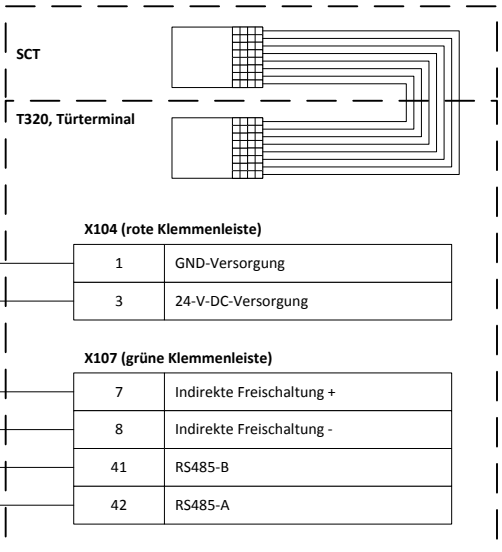 SCT
T320, Türterminal
X104 (rote Klemmenleiste)
1 GND-Versorgung
3 24-V-DC-Versorgung
X107 (grüne Klemmenleiste)
7 Indirekte Freischaltung +
8 Indirekte Freischaltung -
41 RS485-B
42 RS485-A